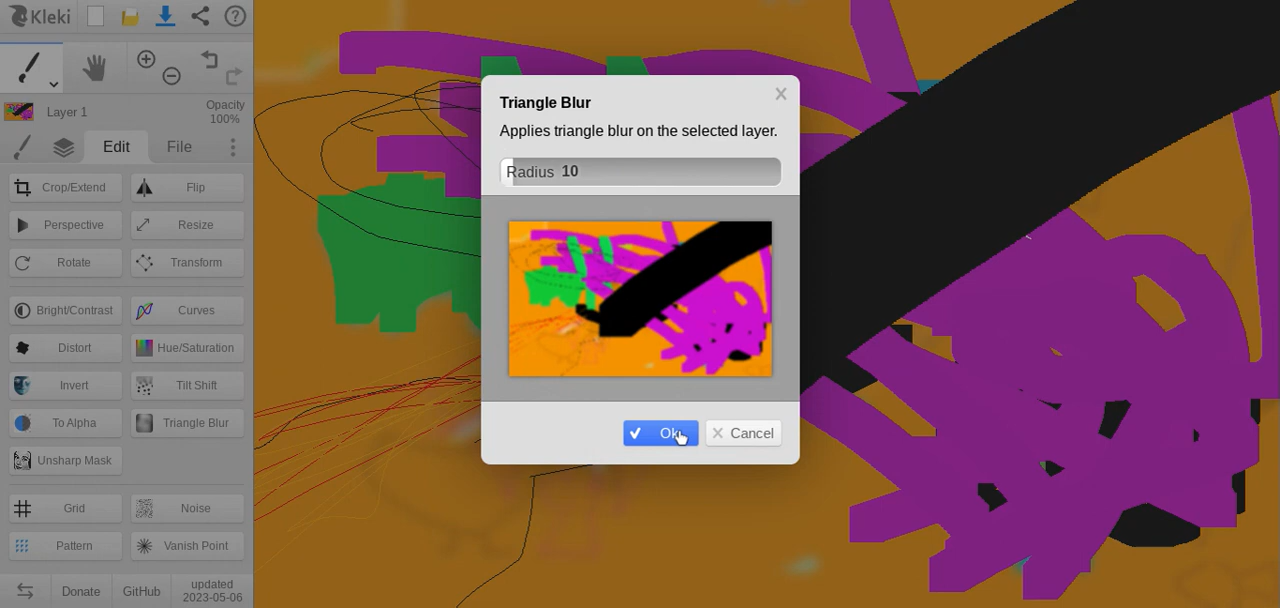 Kleki
Layer 1
Opacity
100%
Edit
File
Crop/Extend
Flip
Perspective
Resize
Rotate
Transform
Bright/Contrast
Curves
Distort
Hue/Saturation
Invert
Tilt Shift
To Alpha
Triangle Blur
Unsharp Mask
Grid
Noise
Pattern
Vanish Point
Donate
GitHub
updated
2023-05-06
Triangle Blur
Applies triangle blur on the selected layer.
Radius 10
Ok
Cancel